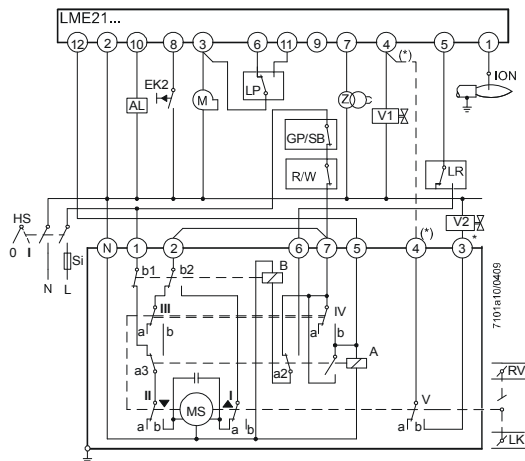 LME21...
12 2 10 8 3 6 11 9 7 4 (*) 5 1
ION
EK2
AL M LP Z V1
GP/SB
R/W
LR
HS
0 I
Si
N L
V2
*
N 1 2 6 7 5 4 (*) 3
b1 b2 B
III IV
a b a b
A
a3 a2
II I V
MS
a b a b a b
RV
LK
7101a10/0409